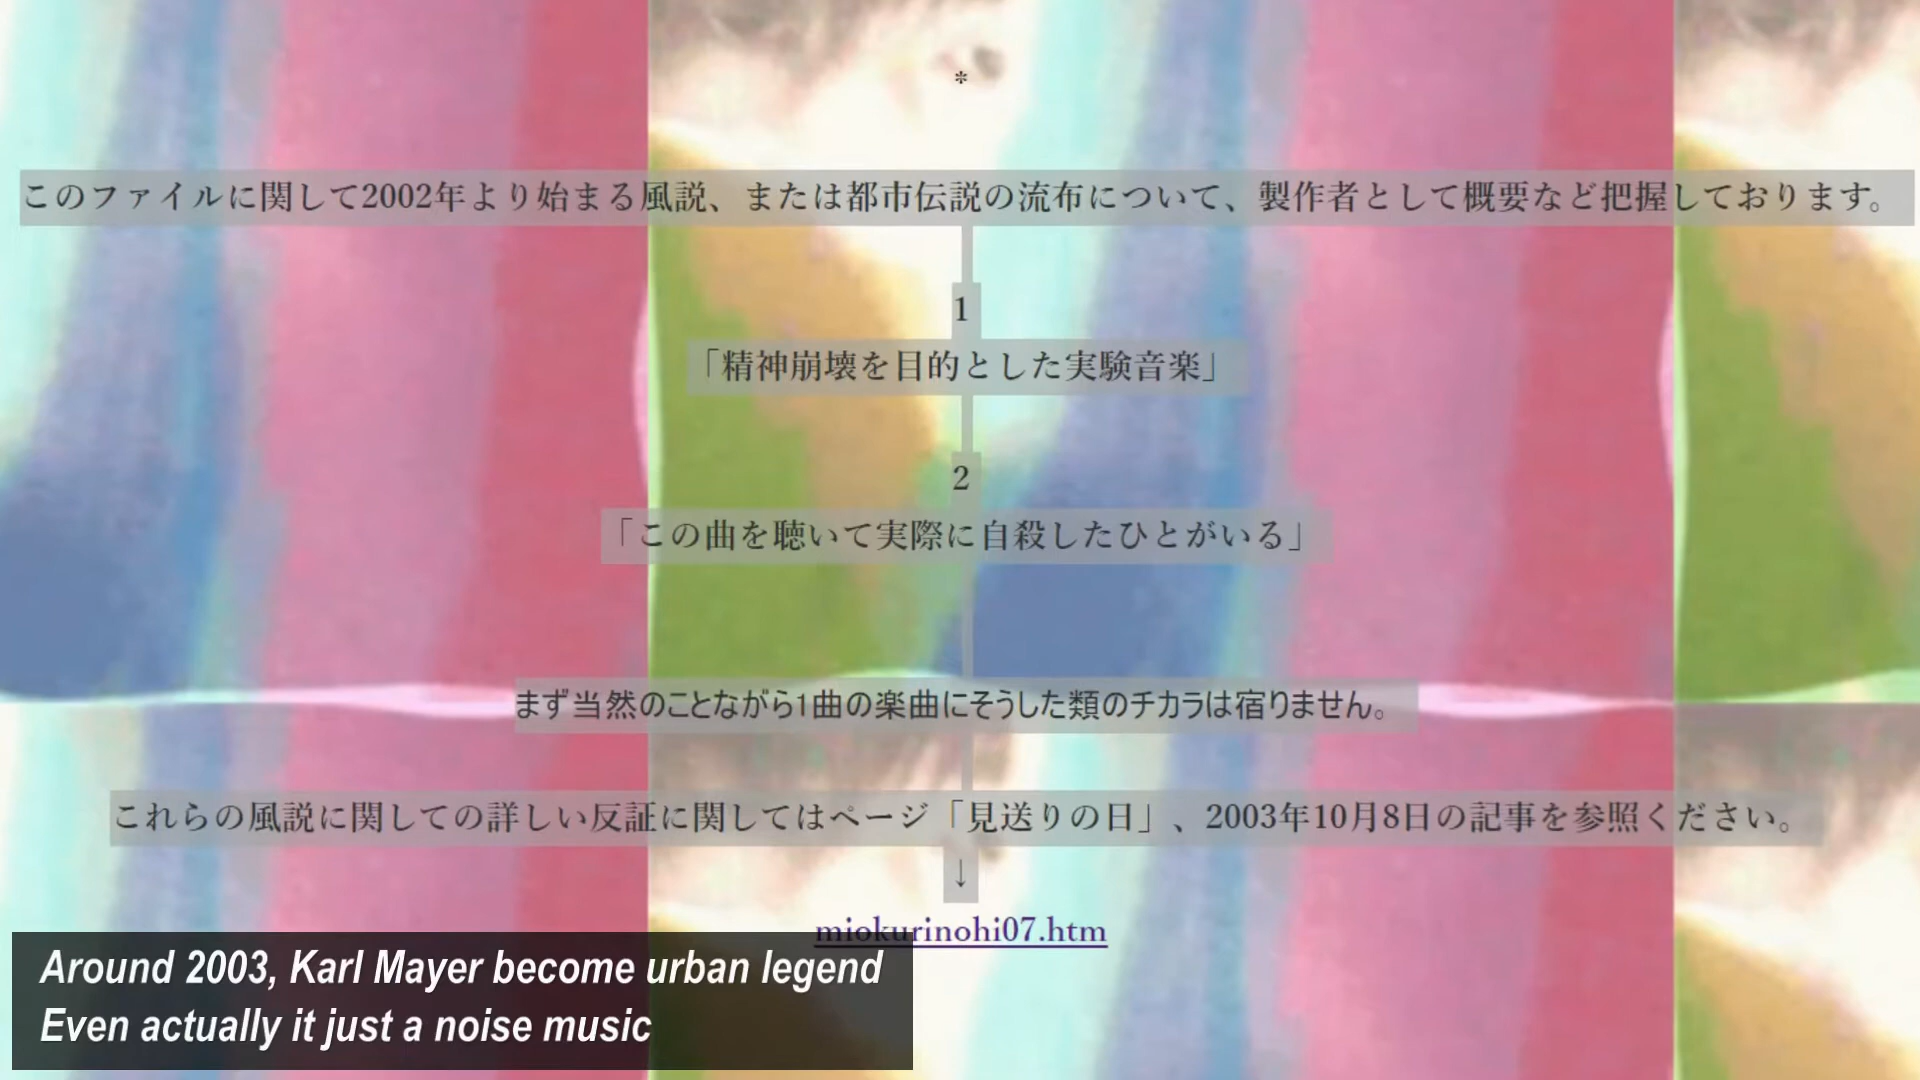 *
このファイルに関して2002年より始まる風説、または都市伝説の流布について、製作者として概要など把握しております。
1
「精神崩壊を目的とした実験音楽」
2
「この曲を聴いて実際に自殺したひとがいる」
まず当然のことながら1曲の楽曲にそうした類のチカラは宿りません。
これらの風説に関しての詳しい反証に関してはページ「見送りの日」、2003年10月8日の記事を参照ください。
↓
miokurinohi07.htm
Around 2003, Karl Mayer become urban legend
Even actually it just a noise music